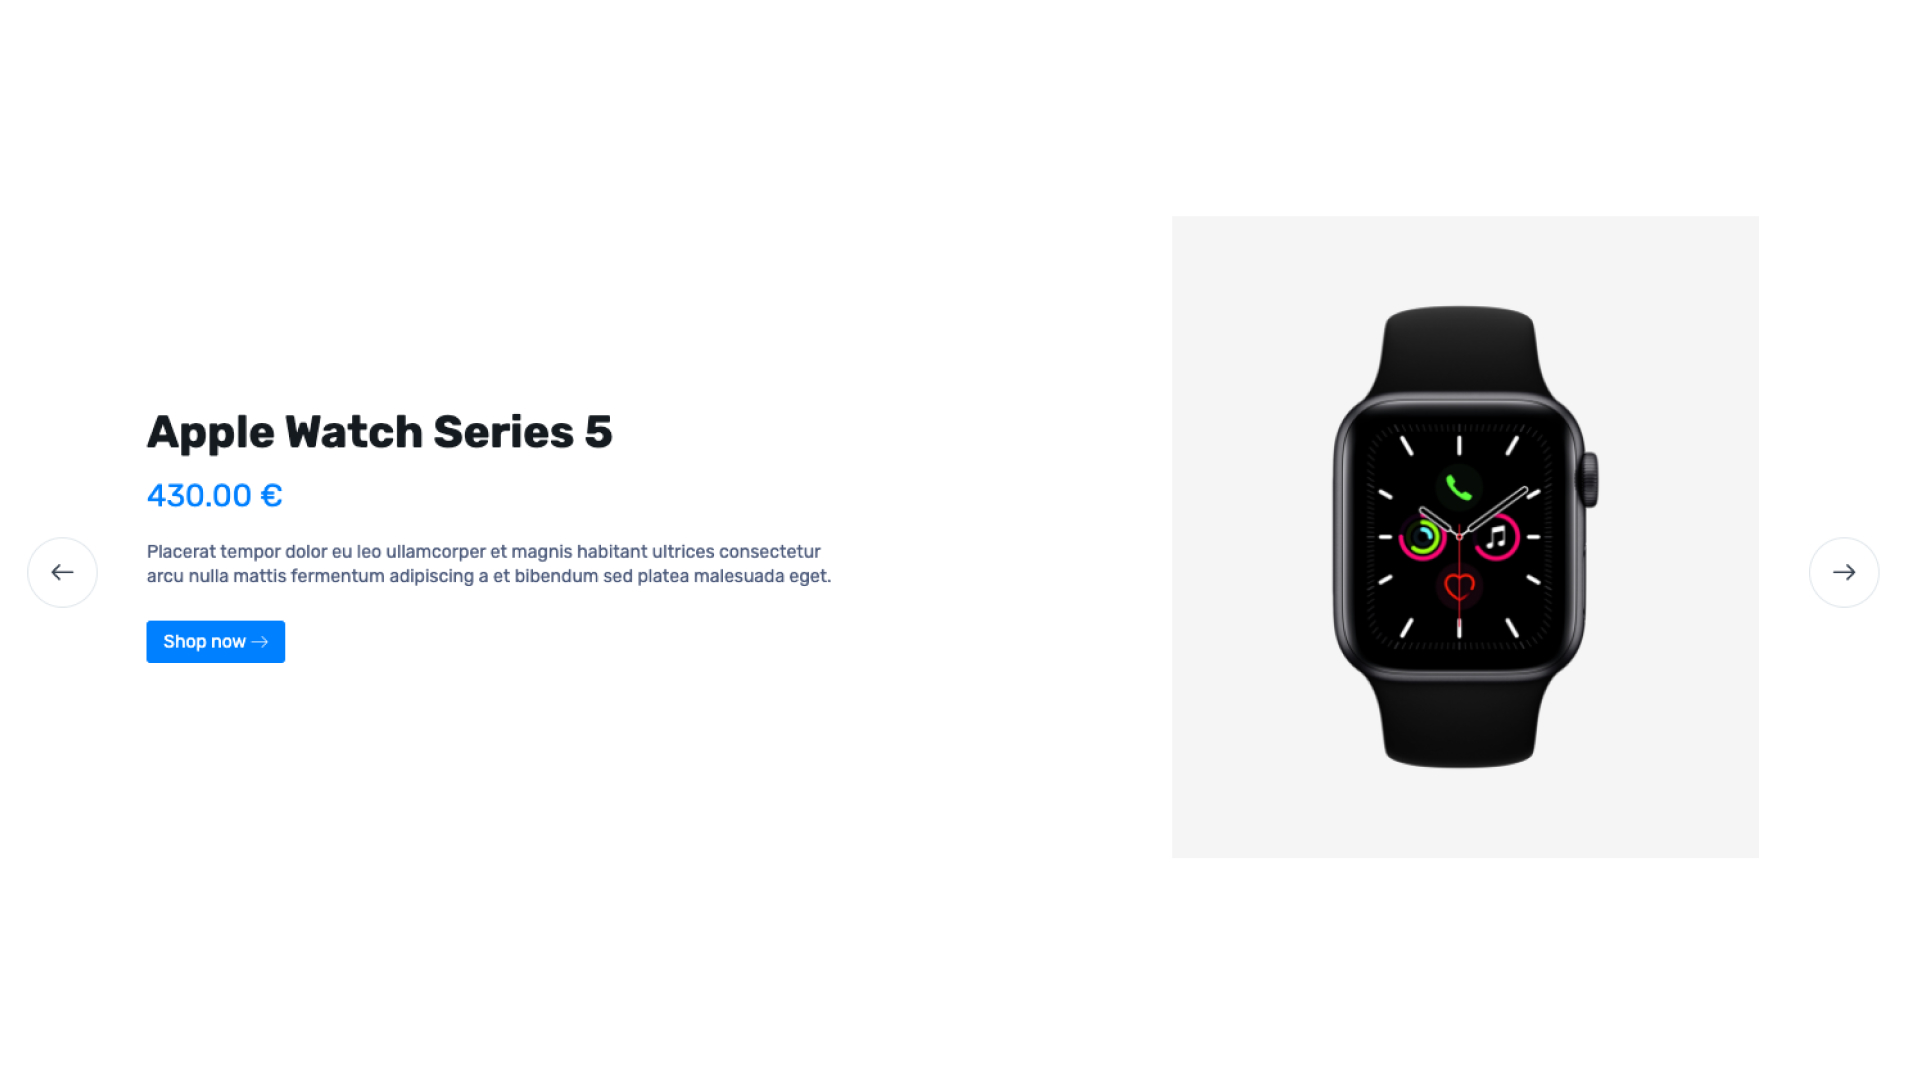 Apple Watch Series 5
430.00 €
Placerat tempor dolor eu leo ullamcorper et magnis habitant ultrices consectetur
arcu nulla mattis fermentum adipiscing a et bibendum sed platea malesuada eget.
Shop now →